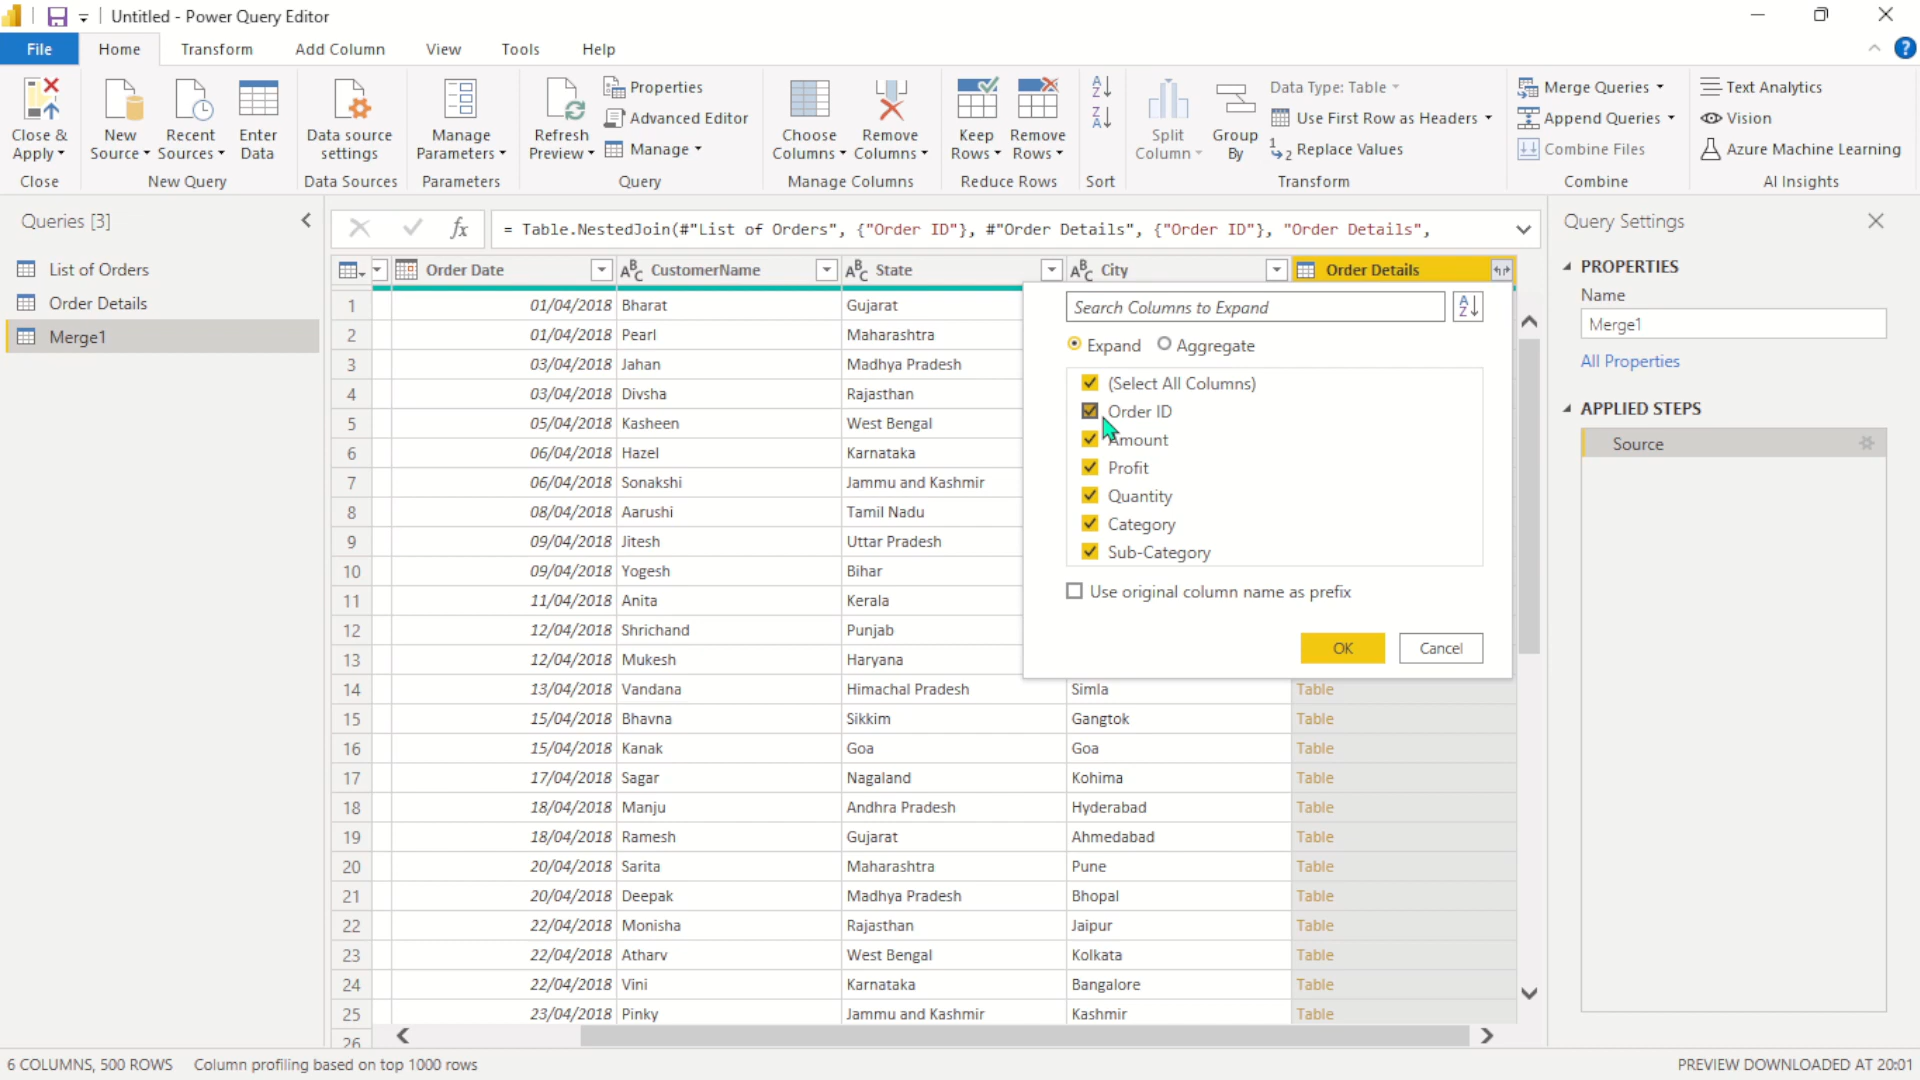 Untitled - Power Query Editor
File Home Transform Add Column View Tools Help
Close & Apply
Close
New Source
Recent Sources
Enter Data
New Query
Data source settings
Data Sources
Manage Parameters
Parameters
Refresh Preview
Properties
Advanced Editor
Manage
Query
Choose Columns
Remove Columns
Manage Columns
Keep Rows
Remove Rows
Reduce Rows
Sort
Split Column
Group By
Data Type: Table
Use First Row as Headers
Replace Values
Transform
Merge Queries
Append Queries
Combine Files
Combine
Text Analytics
Vision
Azure Machine Learning
AI Insights
Queries [3]
List of Orders
Order Details
Merge1
fx = Table.NestedJoin(#"List of Orders", {"Order ID"}, #"Order Details", {"Order ID"}, "Order Details",
Order Date ABC CustomerName ABC State ABC City Order Details
1 01/04/2018 Bharat Gujarat
2 01/04/2018 Pearl Maharashtra
3 03/04/2018 Jahan Madhya Pradesh
4 03/04/2018 Divsha Rajasthan
5 05/04/2018 Kasheen West Bengal
6 06/04/2018 Hazel Karnataka
7 06/04/2018 Sonakshi Jammu and Kashmir
8 08/04/2018 Aarushi Tamil Nadu
9 09/04/2018 Jitesh Uttar Pradesh
10 09/04/2018 Yogesh Bihar
11 11/04/2018 Anita Kerala
12 12/04/2018 Shrichand Punjab
13 12/04/2018 Mukesh Haryana
14 13/04/2018 Vandana Himachal Pradesh Simla Table
15 15/04/2018 Bhavna Sikkim Gangtok Table
16 15/04/2018 Kanak Goa Goa Table
17 17/04/2018 Sagar Nagaland Kohima Table
18 18/04/2018 Manju Andhra Pradesh Hyderabad Table
19 18/04/2018 Ramesh Gujarat Ahmedabad Table
20 20/04/2018 Sarita Maharashtra Pune Table
21 20/04/2018 Deepak Madhya Pradesh Bhopal Table
22 22/04/2018 Monisha Rajasthan Jaipur Table
23 22/04/2018 Atharv West Bengal Kolkata Table
24 22/04/2018 Vini Karnataka Bangalore Table
25 23/04/2018 Pinky Jammu and Kashmir Kashmir Table
26
Search Columns to Expand
Expand Aggregate
(Select All Columns)
Order ID
Amount
Profit
Quantity
Category
Sub-Category
Use original column name as prefix
OK Cancel
Query Settings
PROPERTIES
Name
Merge1
All Properties
APPLIED STEPS
Source
6 COLUMNS, 500 ROWS Column profiling based on top 1000 rows
PREVIEW DOWNLOADED AT 20:01